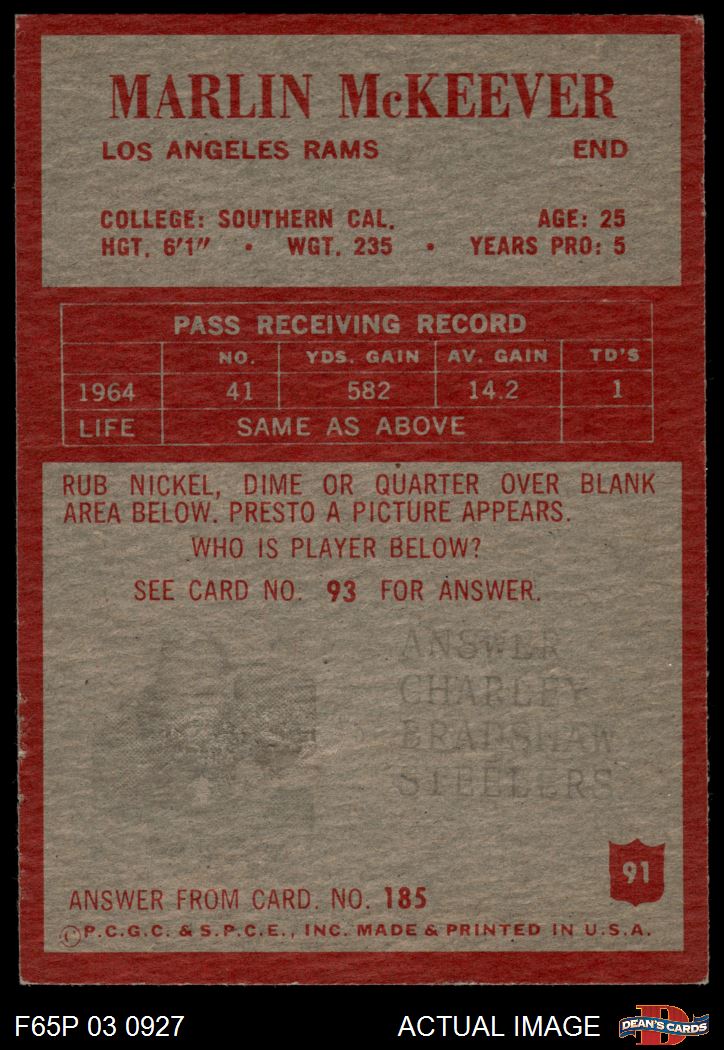 MARLIN McKEEVER
LOS ANGELES RAMS END
COLLEGE: SOUTHERN CAL. AGE: 25
HGT. 6'1" • WGT. 235 • YEARS PRO: 5
PASS RECEIVING RECORD
NO. YDS. GAIN AV. GAIN TD'S
1964 41 582 14.2 1
LIFE SAME AS ABOVE
RUB NICKEL, DIME OR QUARTER OVER BLANK
AREA BELOW. PRESTO A PICTURE APPEARS.
WHO IS PLAYER BELOW?
SEE CARD NO. 93 FOR ANSWER.
ANSWER
CHARLEY
BRADSHAW
STEELERS
91
ANSWER FROM CARD. NO. 185
©P.C.G.C. & S.P.C.E., INC. MADE & PRINTED IN U.S.A.
F65P 03 0927 ACTUAL IMAGE
D
DEAN'S CARDS